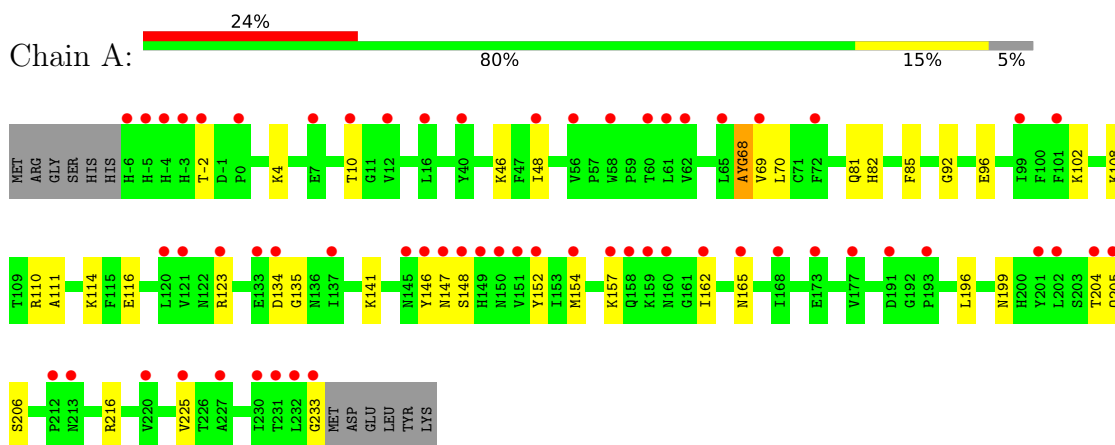 24%
Chain A:
80% 15% 5%
MET ARG GLY SER HIS HIS H-6 H-5 H-4 H-3 T-2 D-1 P0 K4 E7 T10 G11 V12 L16 Y40 K46 F47 I48 V56 P57 W58 P59 T60 L61 V62 L65 AYG68 V69 L70 C71 F72 Q81 H82 F85 G92 E96 I99 F100 F101 K102 K108
T109 R110 A111 K114 F115 E116 L120 V121 N122 R123 E133 D134 G135 N136 I137 K141 N145 Y146 N147 S148 H149 N150 V151 Y152 I153 M154 K157 Q158 K159 N160 G161 I162 N165 I168 E173 V177 D191 G192 P193 L196 N199 H200 Y201 L202 S203 T204
S206 P212 N213 R216 V220 V225 T226 A227 I230 T231 L232 G233 MET ASP GLU LEU TYR LYS